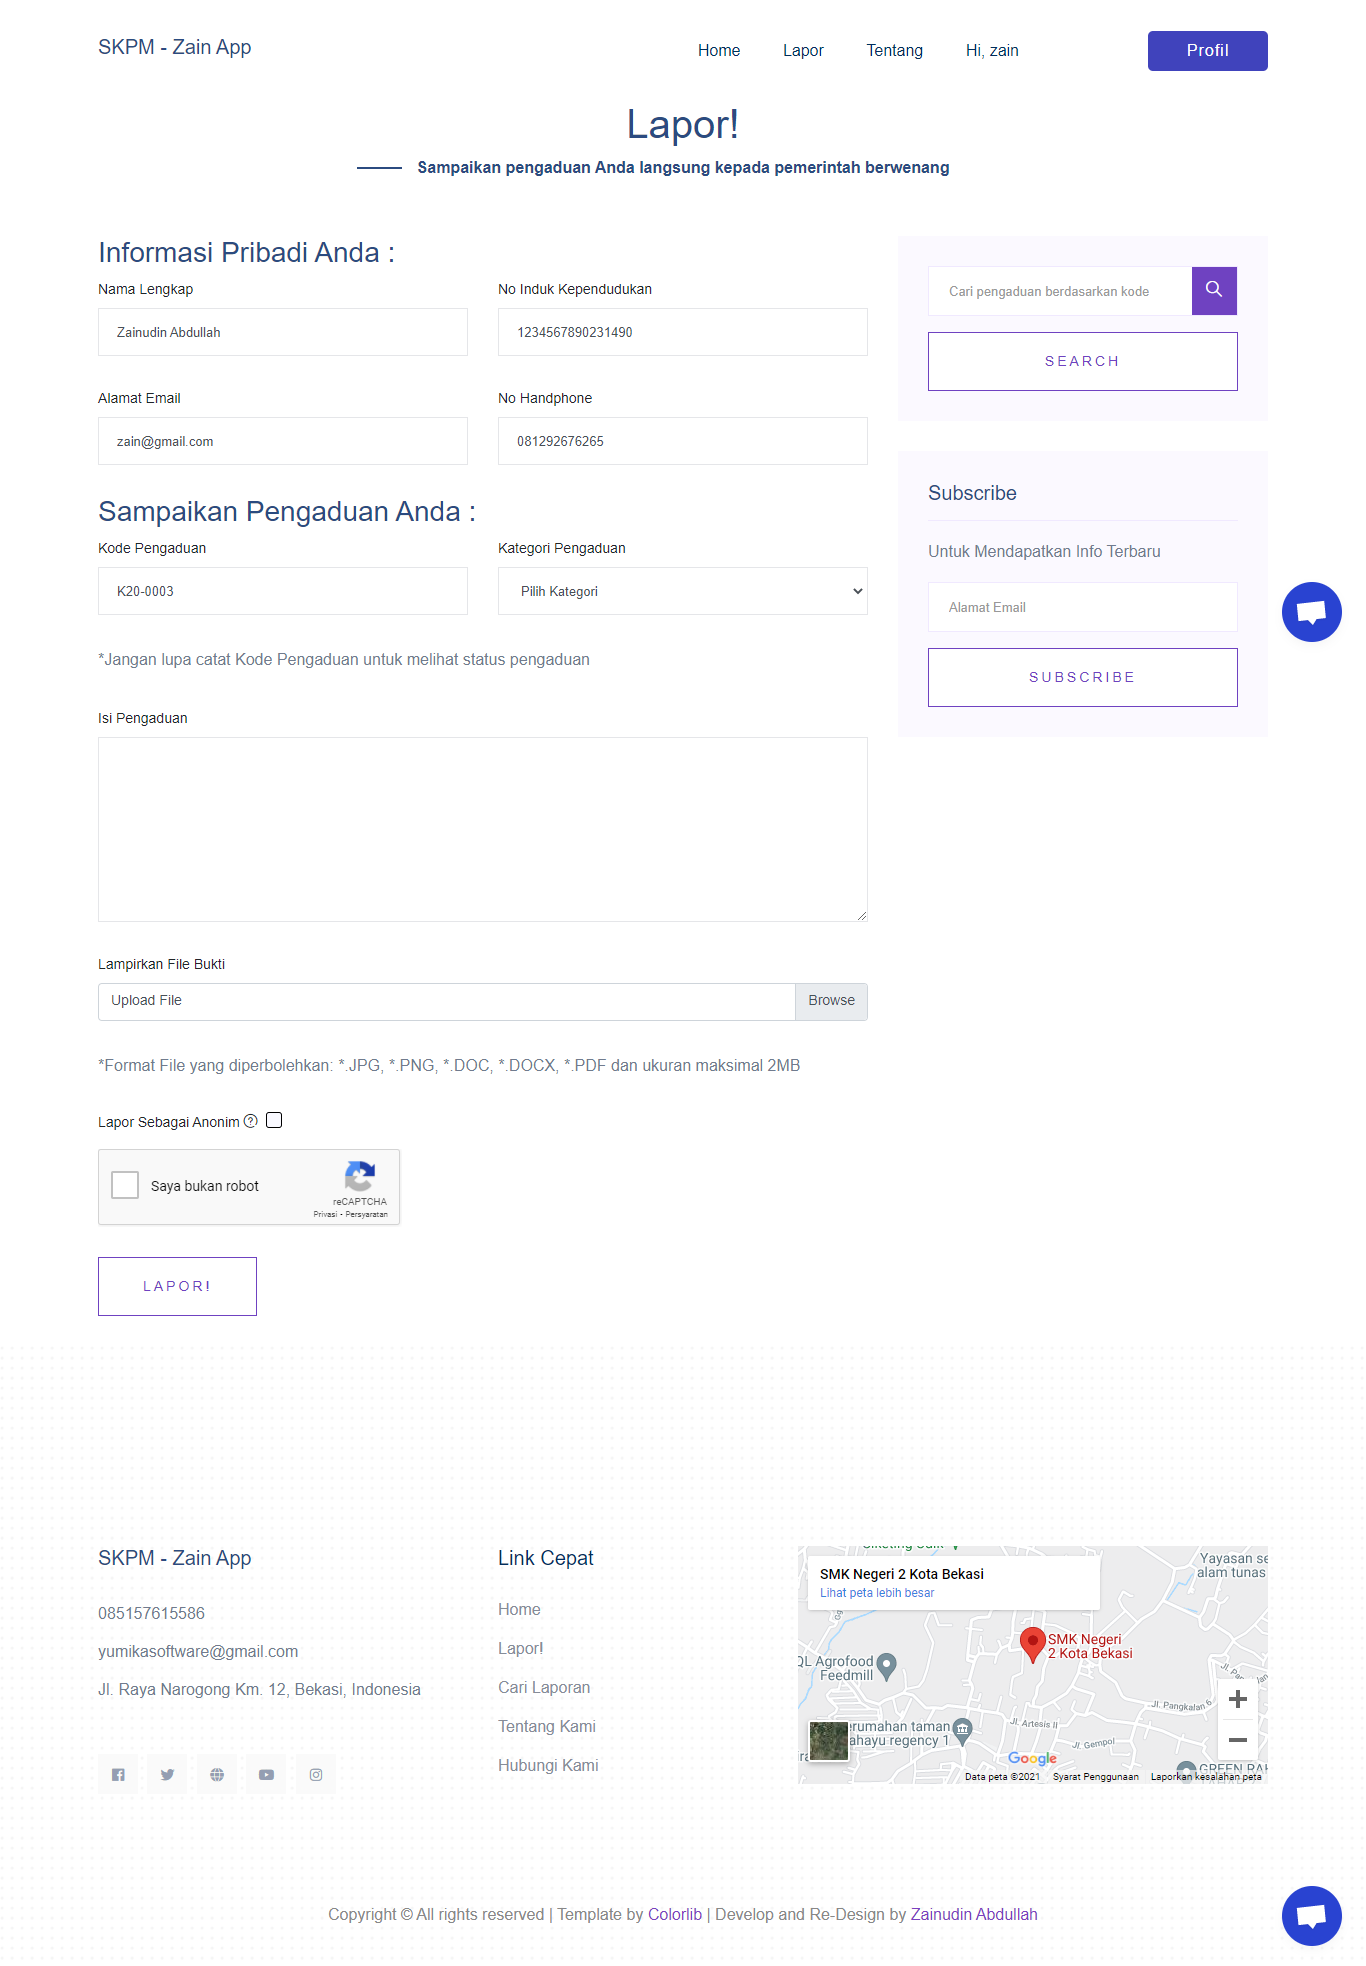 SKPM - Zain App
Home
Lapor
Tentang
Hi, zain
Profil
Lapor!
Sampaikan pengaduan Anda langsung kepada pemerintah berwenang
Informasi Pribadi Anda :
Nama Lengkap
No Induk Kependudukan
Zainudin Abdullah
1234567890231490
Alamat Email
No Handphone
zain@gmail.com
081292676265
Sampaikan Pengaduan Anda :
Kode Pengaduan
Kategori Pengaduan
K20-0003
Pilih Kategori
*Jangan lupa catat Kode Pengaduan untuk melihat status pengaduan
Isi Pengaduan
Lampirkan File Bukti
Upload File
Browse
*Format File yang diperbolehkan: *.JPG, *.PNG, *.DOC, *.DOCX, *.PDF dan ukuran maksimal 2MB
Lapor Sebagai Anonim
Saya bukan robot
reCAPTCHA
Privasi - Persyaratan
LAPOR!
Cari pengaduan berdasarkan kode
SEARCH
Subscribe
Untuk Mendapatkan Info Terbaru
Alamat Email
SUBSCRIBE
SKPM - Zain App
085157615586
yumikasoftware@gmail.com
Jl. Raya Narogong Km. 12, Bekasi, Indonesia
Link Cepat
Home
Lapor!
Cari Laporan
Tentang Kami
Hubungi Kami
SMK Negeri 2 Kota Bekasi
Lihat peta lebih besar
Yayasan se
alam tunas
SMK Negeri
2 Kota Bekasi
QL Agrofood
Feedmill
Jl. Pangkalan 6
Jl. Artesis II
erumahan taman
ahayu regency 1
Jl. Gempol
Google
Data peta ©2021
Syarat Penggunaan
Laporkan kesalahan peta
Copyright © All rights reserved | Template by Colorlib | Develop and Re-Design by Zainudin Abdullah